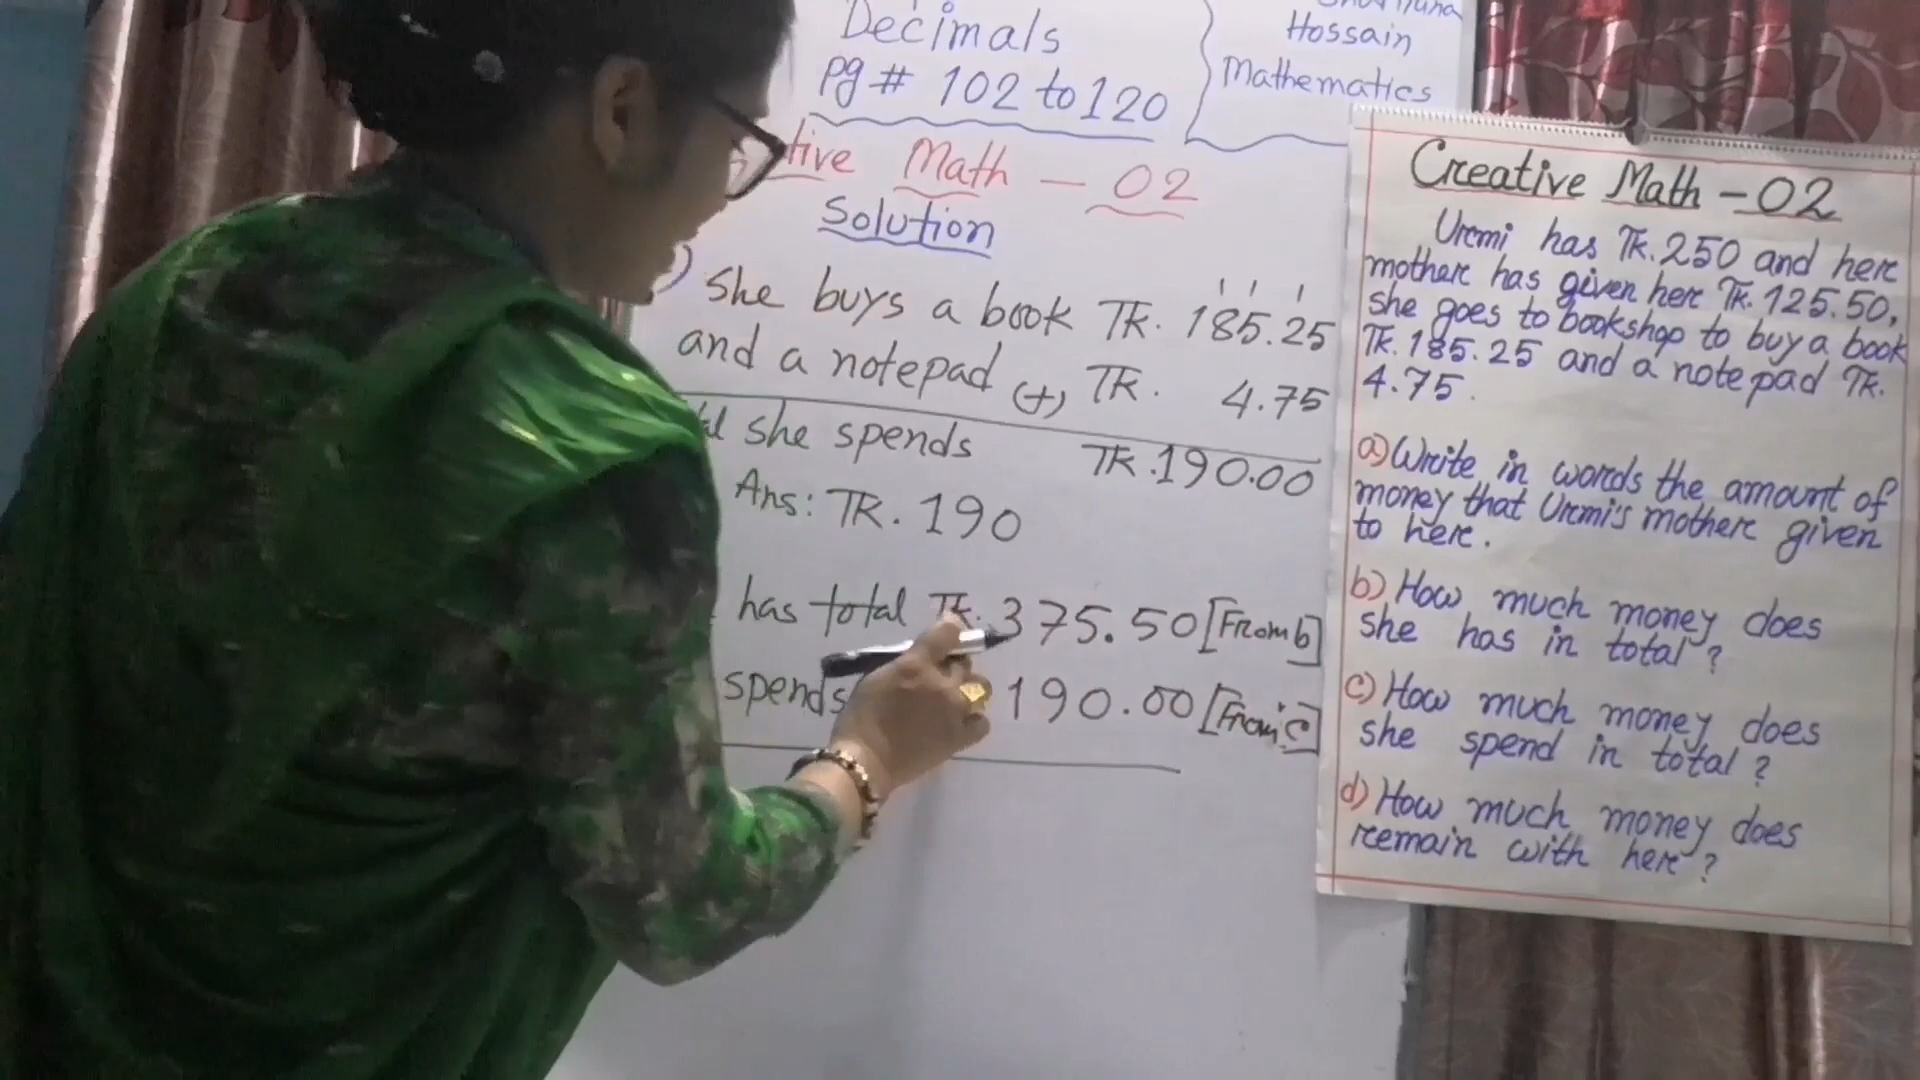 Decimals
pg # 102 to 120
Hossain
Mathematics
Math - 02
Solution
She buys a book TK. 185.25
and a notepad (+) TK. 4.75
she spends TK. 190.00
Ans: TK. 190
has total TK. 375.50 [From b]
spends 190.00 [From c]
Creative Math - 02
Urmi has TK. 250 and her
mother has given her TK. 125.50,
she goes to bookshop to buy a book
TK. 185.25 and a notepad TK.
4.75.
a) Write in words the amount of
money that Urmi's mother given
to her.
b) How much money does
she has in total?
c) How much money does
she spend in total?
d) How much money does
remain with her?